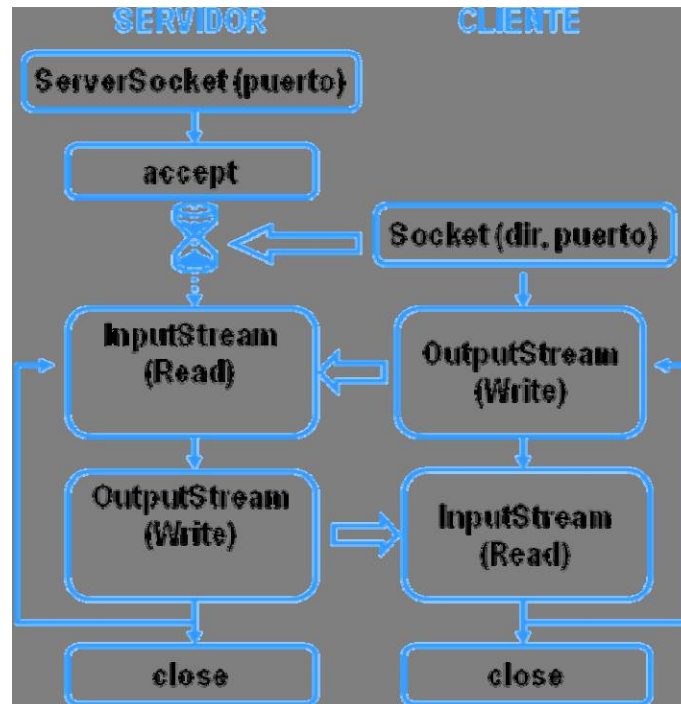 SERVIDOR
CLIENTE
ServerSocket (puerto)
accept
Socket (dir, puerto)
InputStream
(Read)
OutputStream
(Write)
OutputStream
(Write)
InputStream
(Read)
close
close